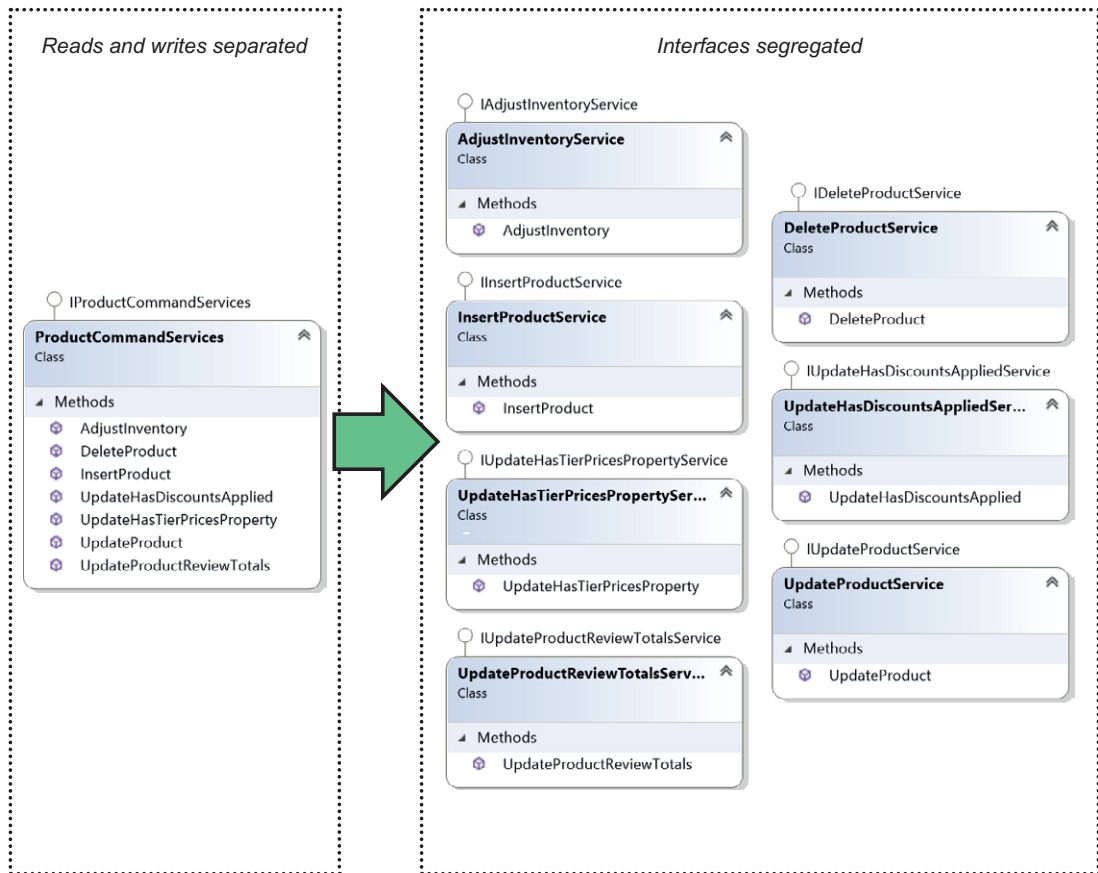 Reads and writes separated
IProductCommandServices
ProductCommandServices
Class
Methods
AdjustInventory
DeleteProduct
InsertProduct
UpdateHasDiscountsApplied
UpdateHasTierPricesProperty
UpdateProduct
UpdateProductReviewTotals
Interfaces segregated
IAdjustInventoryService
AdjustInventoryService
Class
Methods
AdjustInventory
IInsertProductService
InsertProductService
Class
Methods
InsertProduct
IUpdateHasTierPricesPropertyService
UpdateHasTierPricesPropertySer...
Class
Methods
UpdateHasTierPricesProperty
IUpdateProductReviewTotalsService
UpdateProductReviewTotalsServ...
Class
Methods
UpdateProductReviewTotals
IDeleteProductService
DeleteProductService
Class
Methods
DeleteProduct
IUpdateHasDiscountsAppliedService
UpdateHasDiscountsAppliedSer...
Class
Methods
UpdateHasDiscountsApplied
IUpdateProductService
UpdateProductService
Class
Methods
UpdateProduct